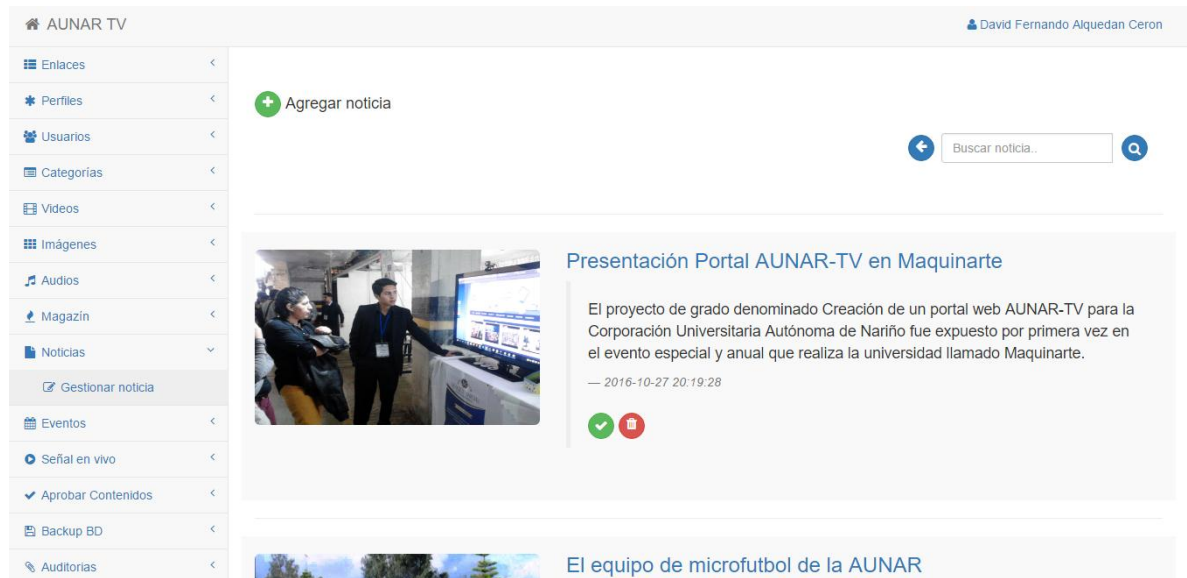 AUNAR TV
David Fernando Alquedan Ceron
Enlaces
Perfiles
Usuarios
Categorías
Videos
Imágenes
Audios
Magazín
Noticias
Gestionar noticia
Eventos
Señal en vivo
Aprobar Contenidos
Backup BD
Auditorias
Agregar noticia
Buscar noticia..
Presentación Portal AUNAR-TV en Maquinarte
El proyecto de grado denominado Creación de un portal web AUNAR-TV para la
Corporación Universitaria Autónoma de Nariño fue expuesto por primera vez en
el evento especial y anual que realiza la universidad llamado Maquinarte.
— 2016-10-27 20:19:28
El equipo de microfutbol de la AUNAR